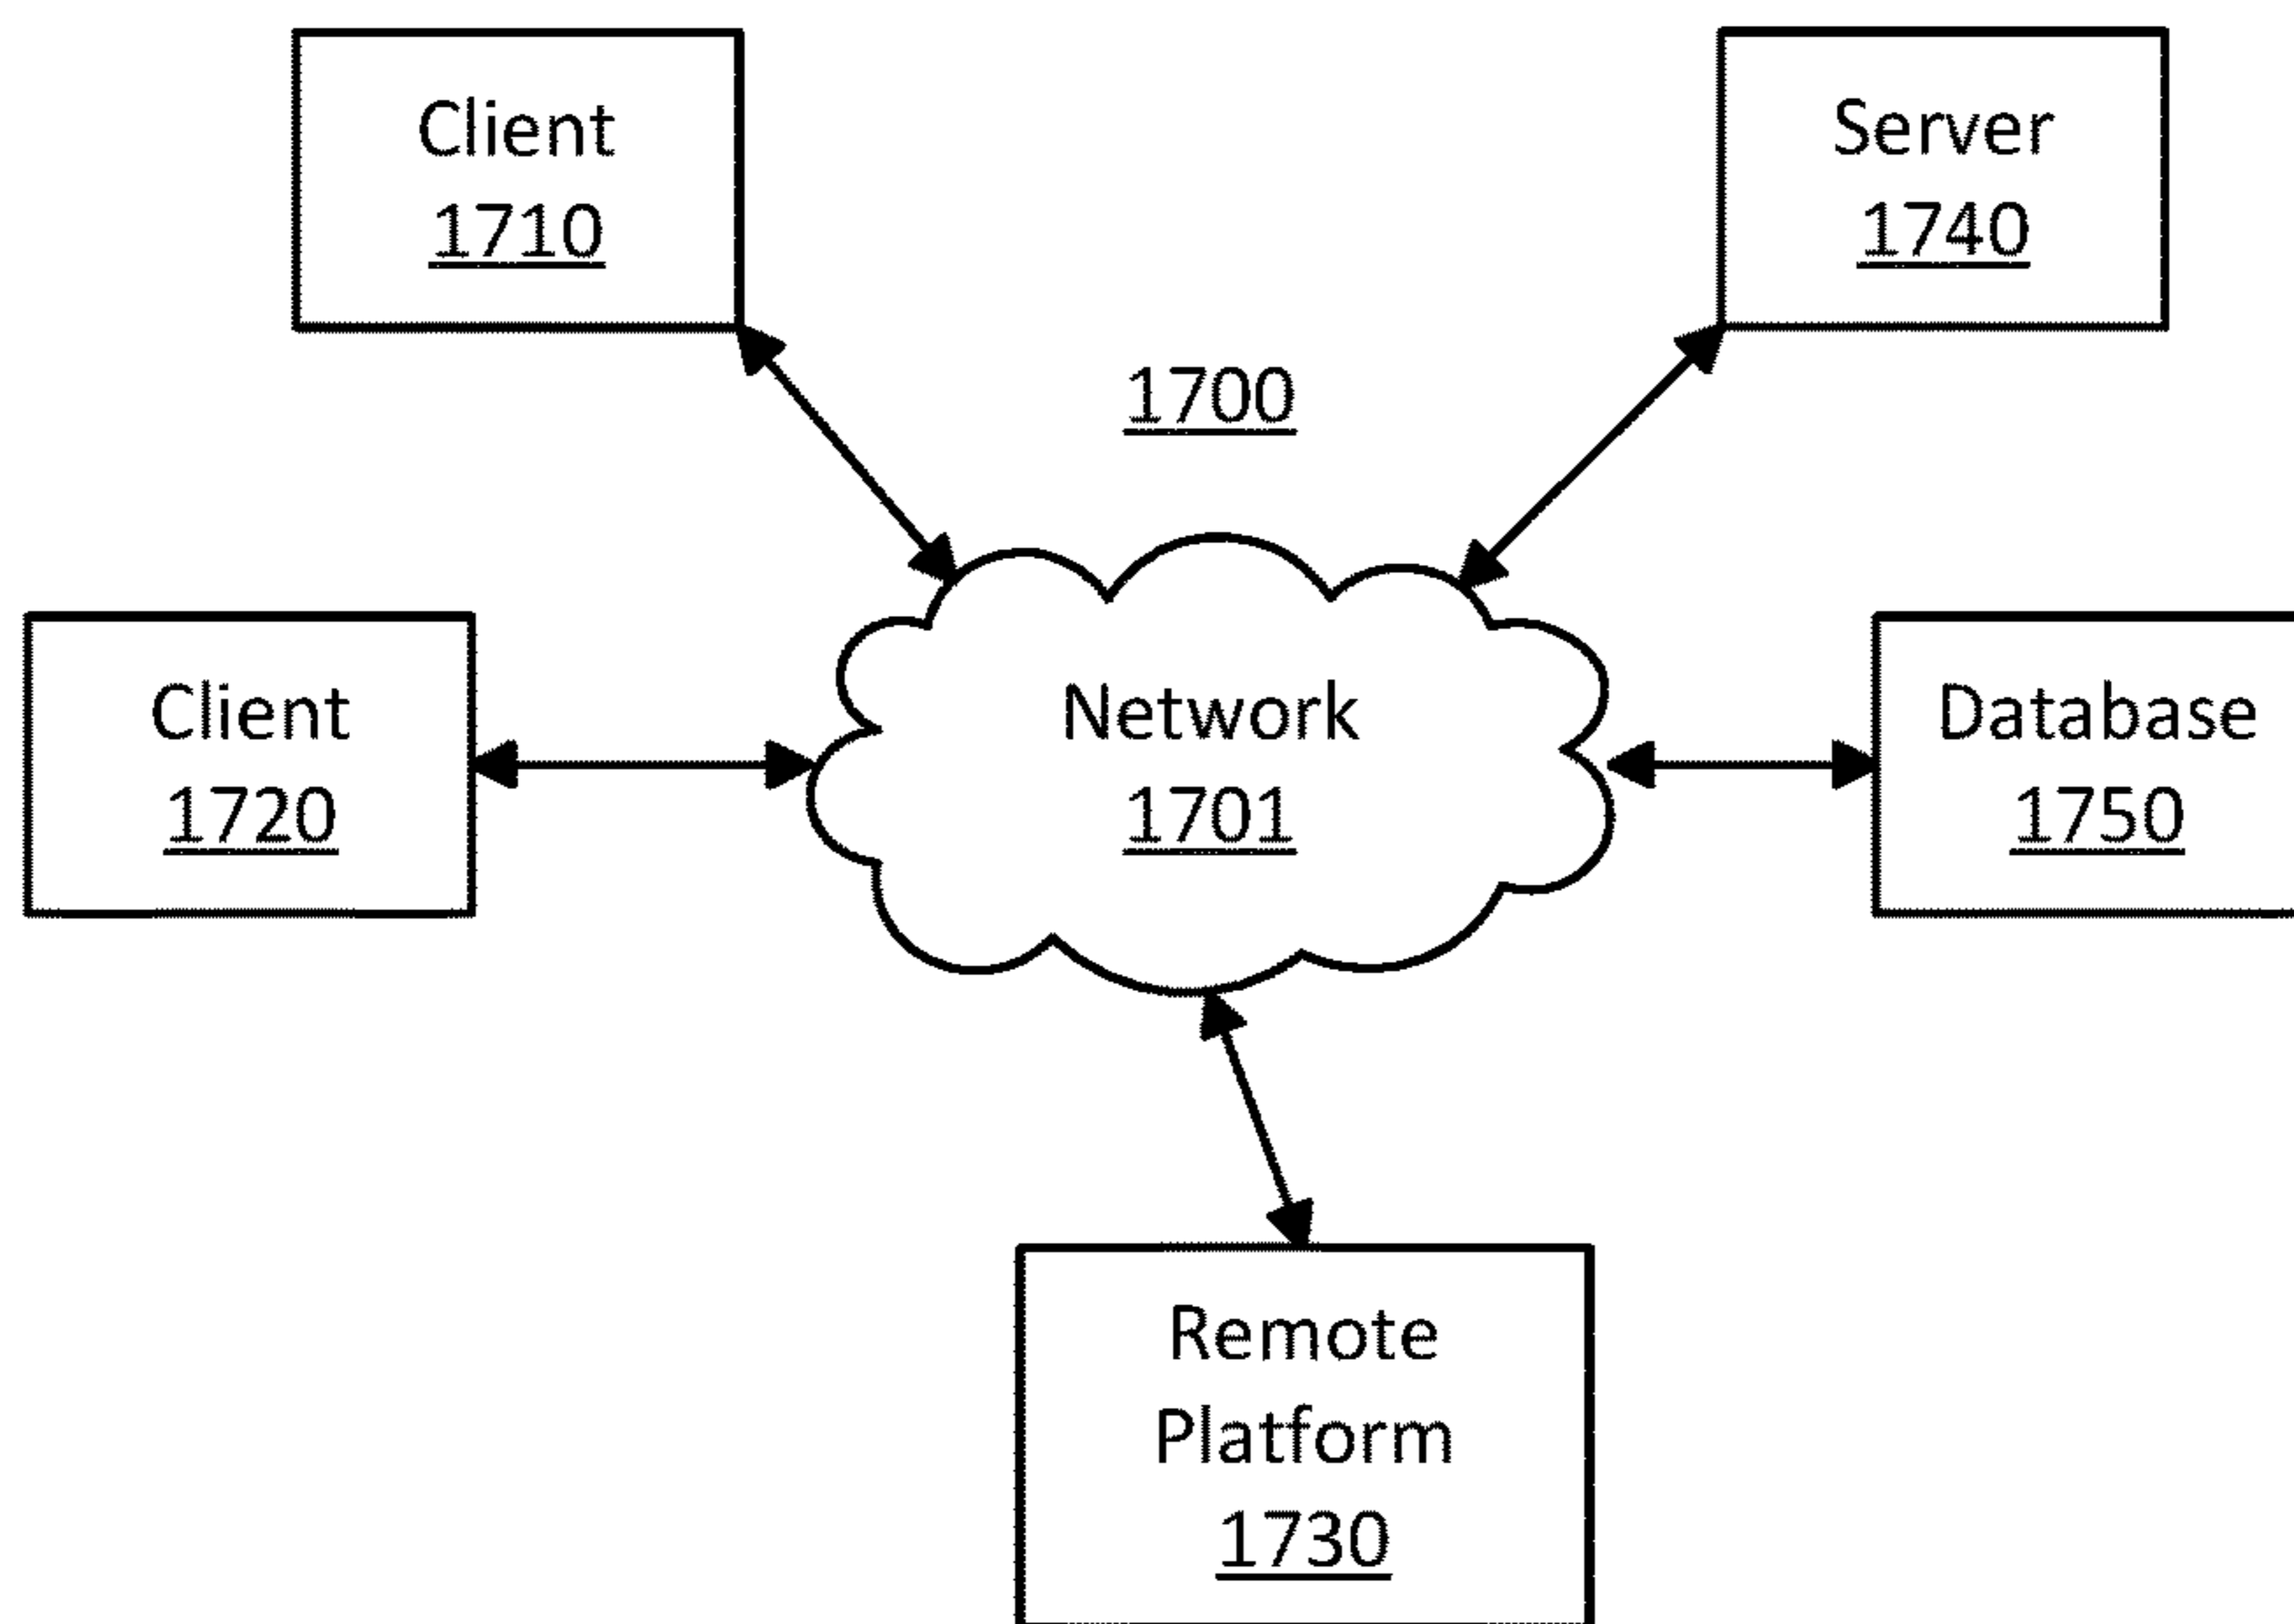 Client
1710
Server
1740
1700
Client
1720
Network
1701
Database
1750
Remote
Platform
1730